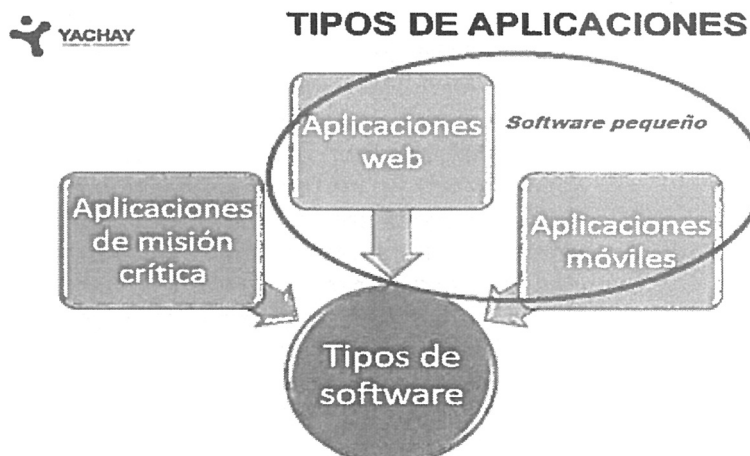 YACHAY
TIPOS DE APLICACIONES
Aplicaciones
web
Software pequeño
Aplicaciones
de misión
crítica
Aplicaciones
móviles
Tipos de
software